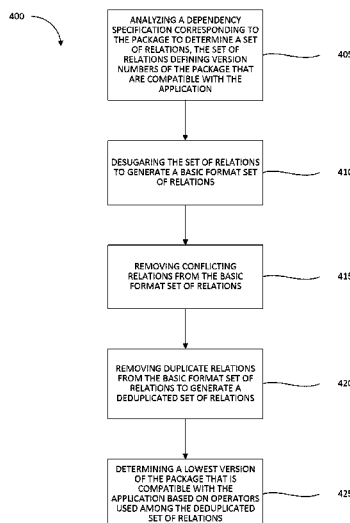 400
ANALYZING A DEPENDENCY
SPECIFICATION CORRESPONDING TO
THE PACKAGE TO DETERMINE A SET
OF RELATIONS, THE SET OF
RELATIONS DEFINING VERSION
NUMBERS OF THE PACKAGE THAT
ARE COMPATIBLE WITH THE
APPLICATION
405
DESUGARING THE SET OF RELATIONS
TO GENERATE A BASIC FORMAT SET
OF RELATIONS
410
REMOVING CONFLICTING
RELATIONS FROM THE BASIC
FORMAT SET OF RELATIONS
415
REMOVING DUPLICATE RELATIONS
FROM THE BASIC FORMAT SET OF
RELATIONS TO GENERATE A
DEDUPLICATED SET OF RELATIONS
420
DETERMINING A LOWEST VERSION
OF THE PACKAGE THAT IS
COMPATIBLE WITH THE
APPLICATION BASED ON OPERATORS
USED AMONG THE DEDUPLICATED
SET OF RELATIONS
425